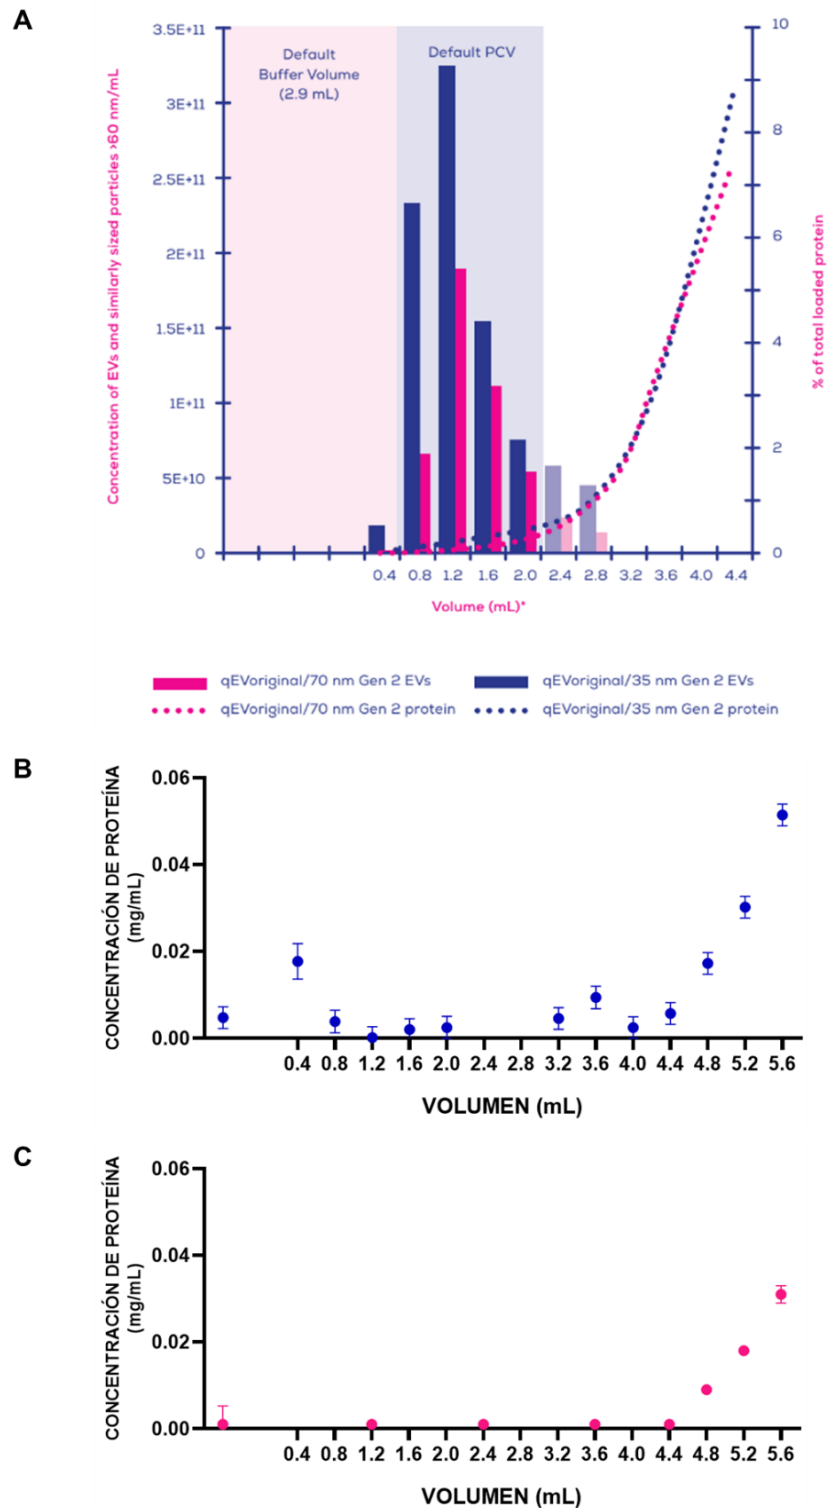 A
Concentration of EVs and similarly sized particles >60 nm/mL
3.5E+11
3E+11
2.5E+11
2E+11
1.5E+11
1E+11
5E+10
0
Default
Buffer Volume
(2.9 mL)
Default PCV
10
8
6
4
2
0
% of total loaded protein
0.4 0.8 1.2 1.6 2.0 2.4 2.8 3.2 3.6 4.0 4.4
Volume (mL)*
qEVoriginal/70 nm Gen 2 EVs
qEVoriginal/35 nm Gen 2 EVs
qEVoriginal/70 nm Gen 2 protein
qEVoriginal/35 nm Gen 2 protein
B
CONCENTRACIÓN DE PROTEÍNA
(mg/mL)
0.06
0.04
0.02
0.00
0.4 0.8 1.2 1.6 2.0 2.4 2.8 3.2 3.6 4.0 4.4 4.8 5.2 5.6
VOLUMEN (mL)
C
CONCENTRACIÓN DE PROTEÍNA
(mg/mL)
0.06
0.04
0.02
0.00
0.4 0.8 1.2 1.6 2.0 2.4 2.8 3.2 3.6 4.0 4.4 4.8 5.2 5.6
VOLUMEN (mL)